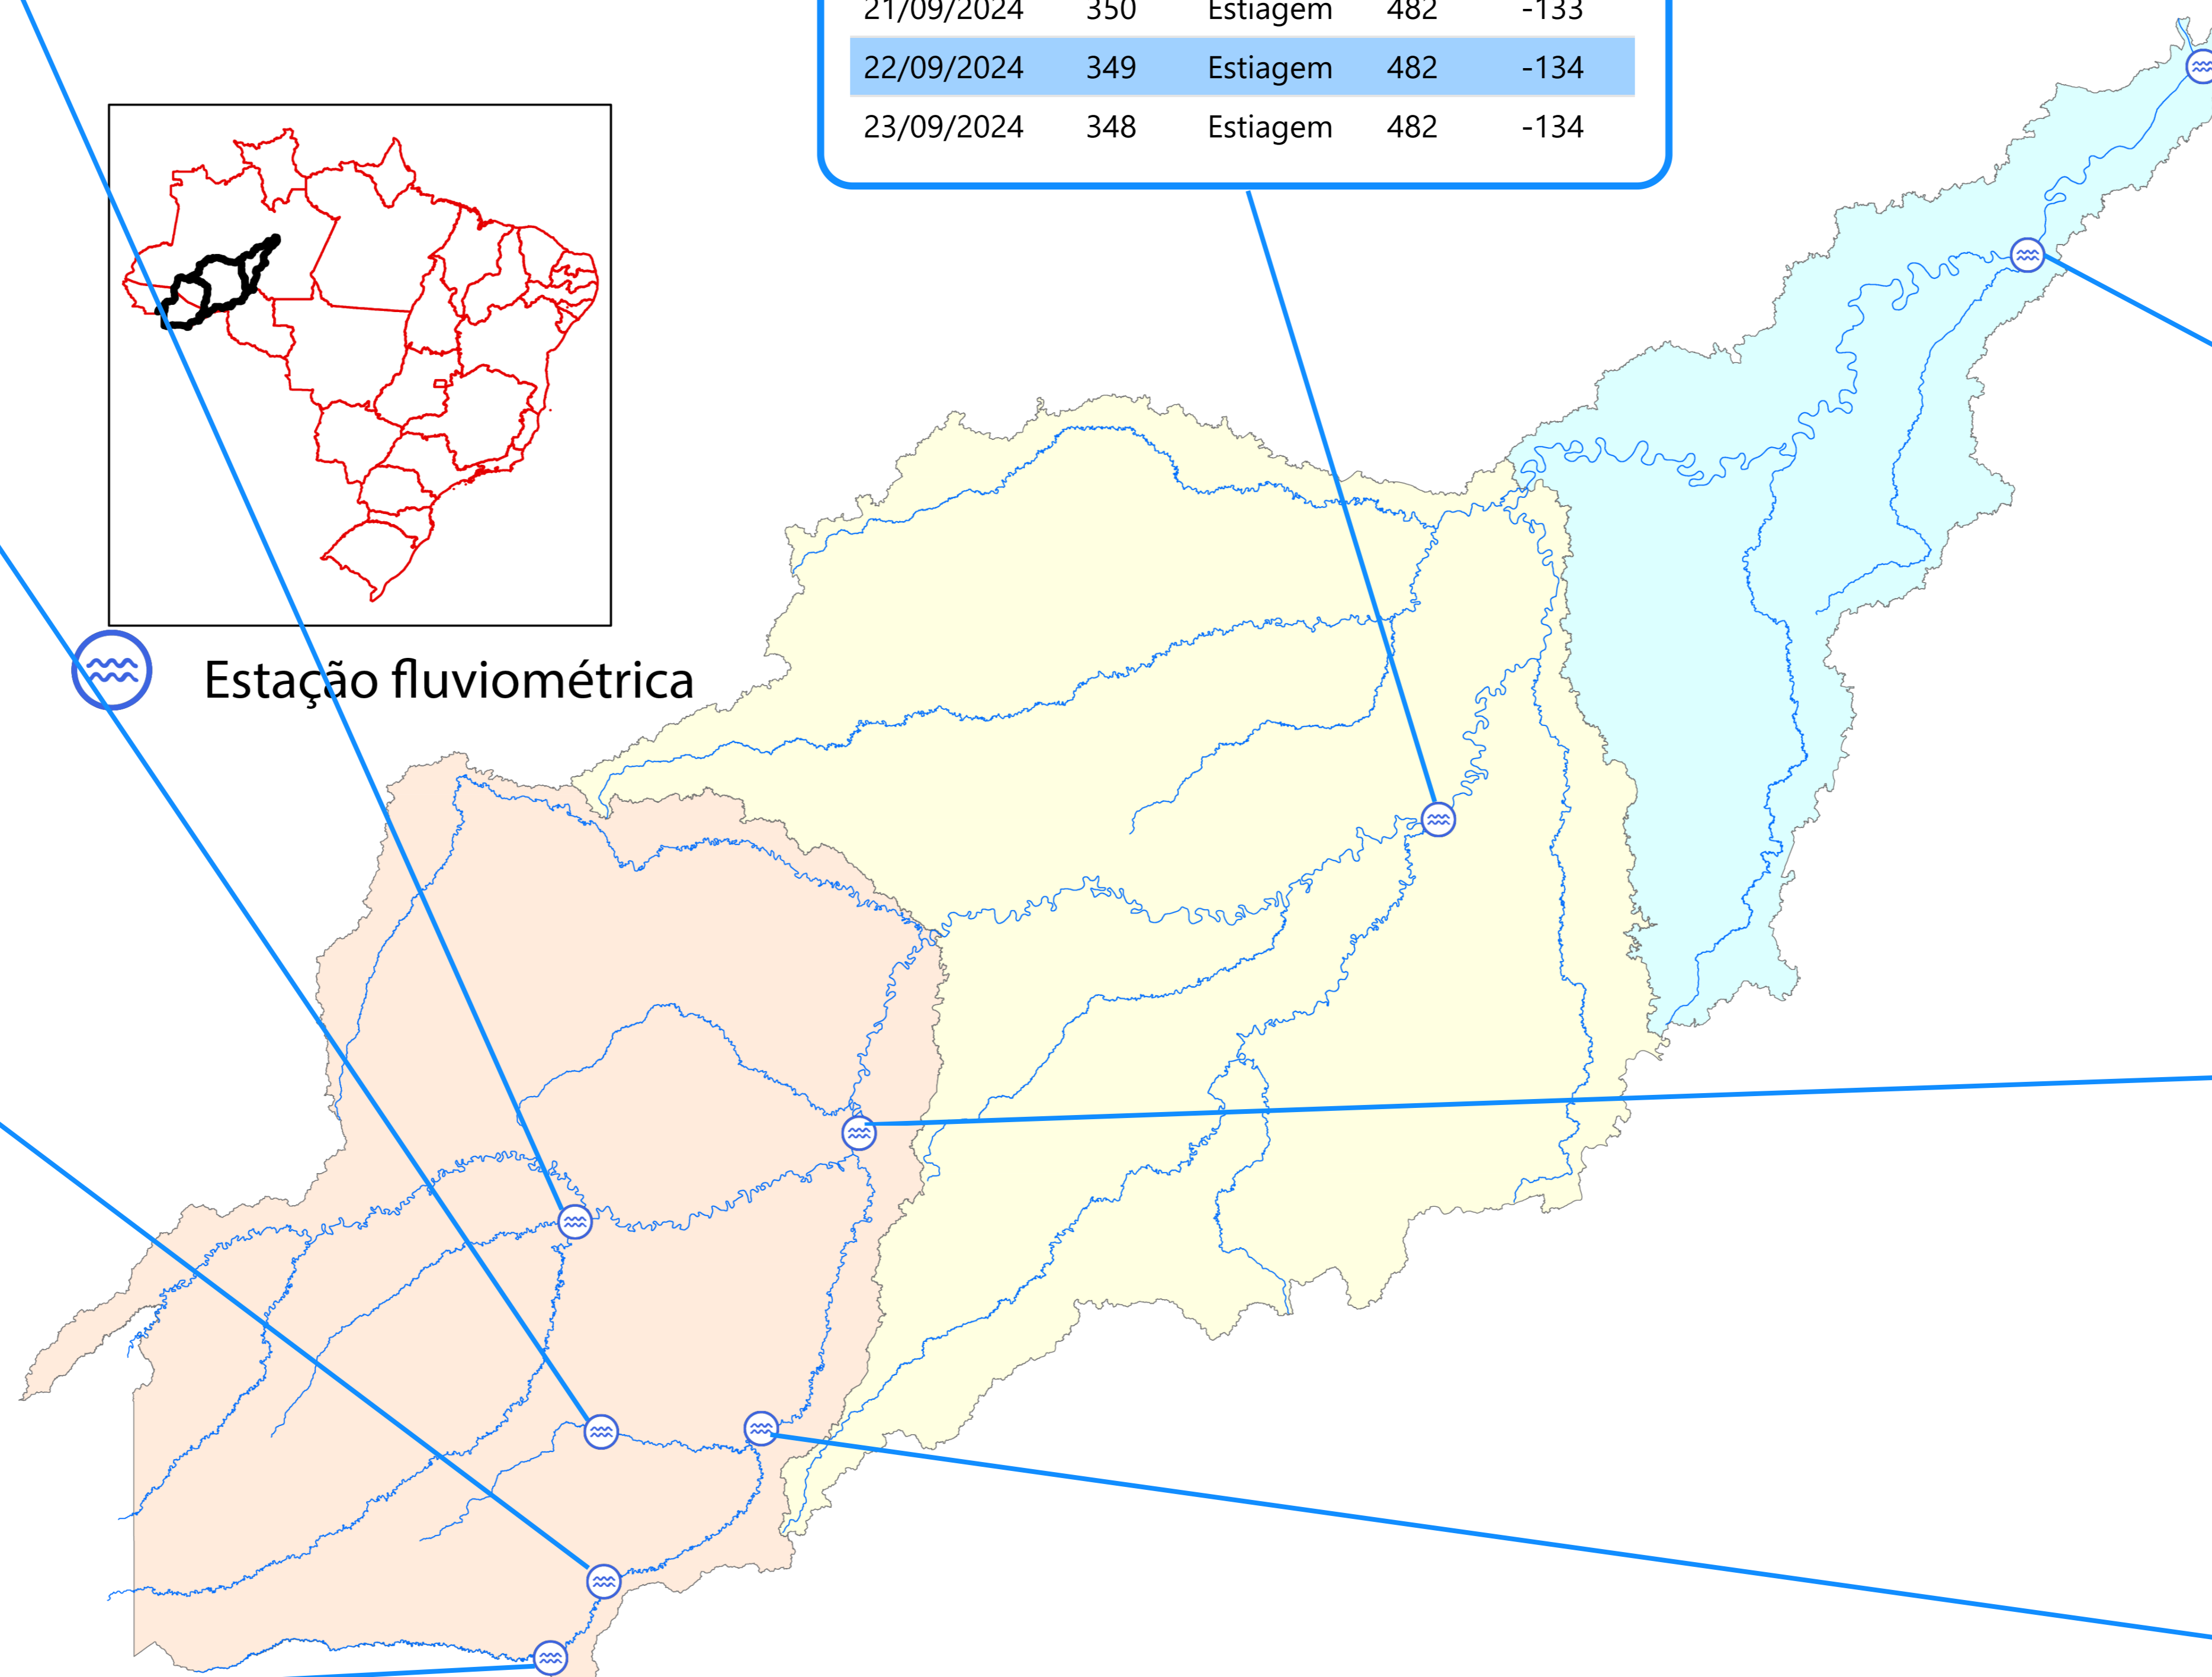 21/09/2024 350 Estiagem 482 -133
22/09/2024 349 Estiagem 482 -134
23/09/2024 348 Estiagem 482 -134
Estação fluviométrica